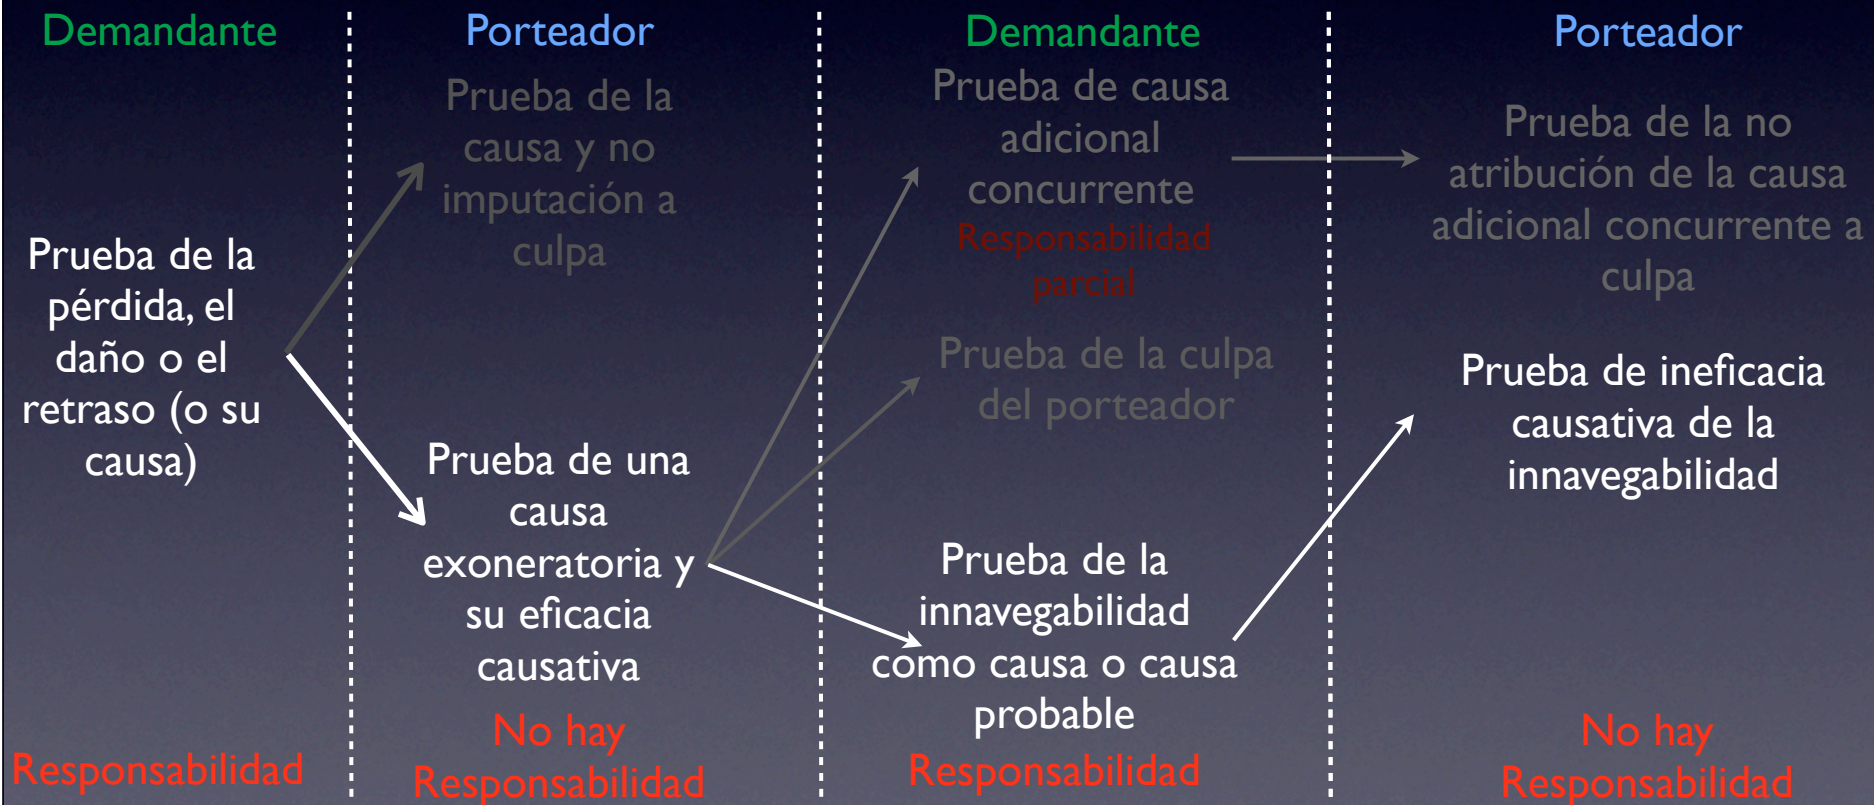 Demandante
Prueba de la
pérdida, el
daño o el
retraso (o su
causa)
Responsabilidad
Porteador
Prueba de la
causa y no
imputación a
culpa
Prueba de una
causa
exoneratoria y
su eficacia
causativa
No hay
Responsabilidad
Demandante
Prueba de causa
adicional
concurrente
Responsabilidad
parcial
Prueba de la culpa
del porteador
Prueba de la
innavegabilidad
como causa o causa
probable
Responsabilidad
Porteador
Prueba de la no
atribución de la causa
adicional concurrente a
culpa
Prueba de ineficacia
causativa de la
innavegabilidad
No hay
Responsabilidad